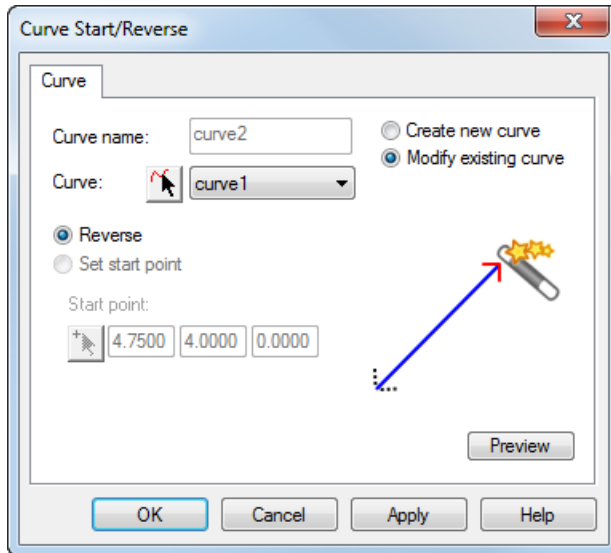 Curve Start/Reverse
Curve
Curve name: curve2
Create new curve
Modify existing curve
Curve: curve1
Reverse
Set start point
Start point:
4.7500 4.0000 0.0000
Preview
OK Cancel Apply Help